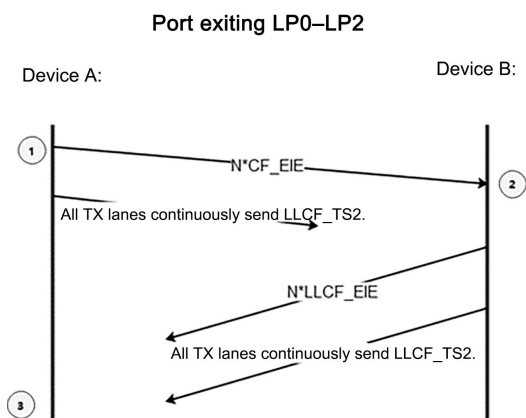 Port exiting LP0–LP2
Device A:
Device B:
1
N*CF_EIE
2
All TX lanes continuously send LLCF_TS2.
N*LLCF_EIE
All TX lanes continuously send LLCF_TS2.
3